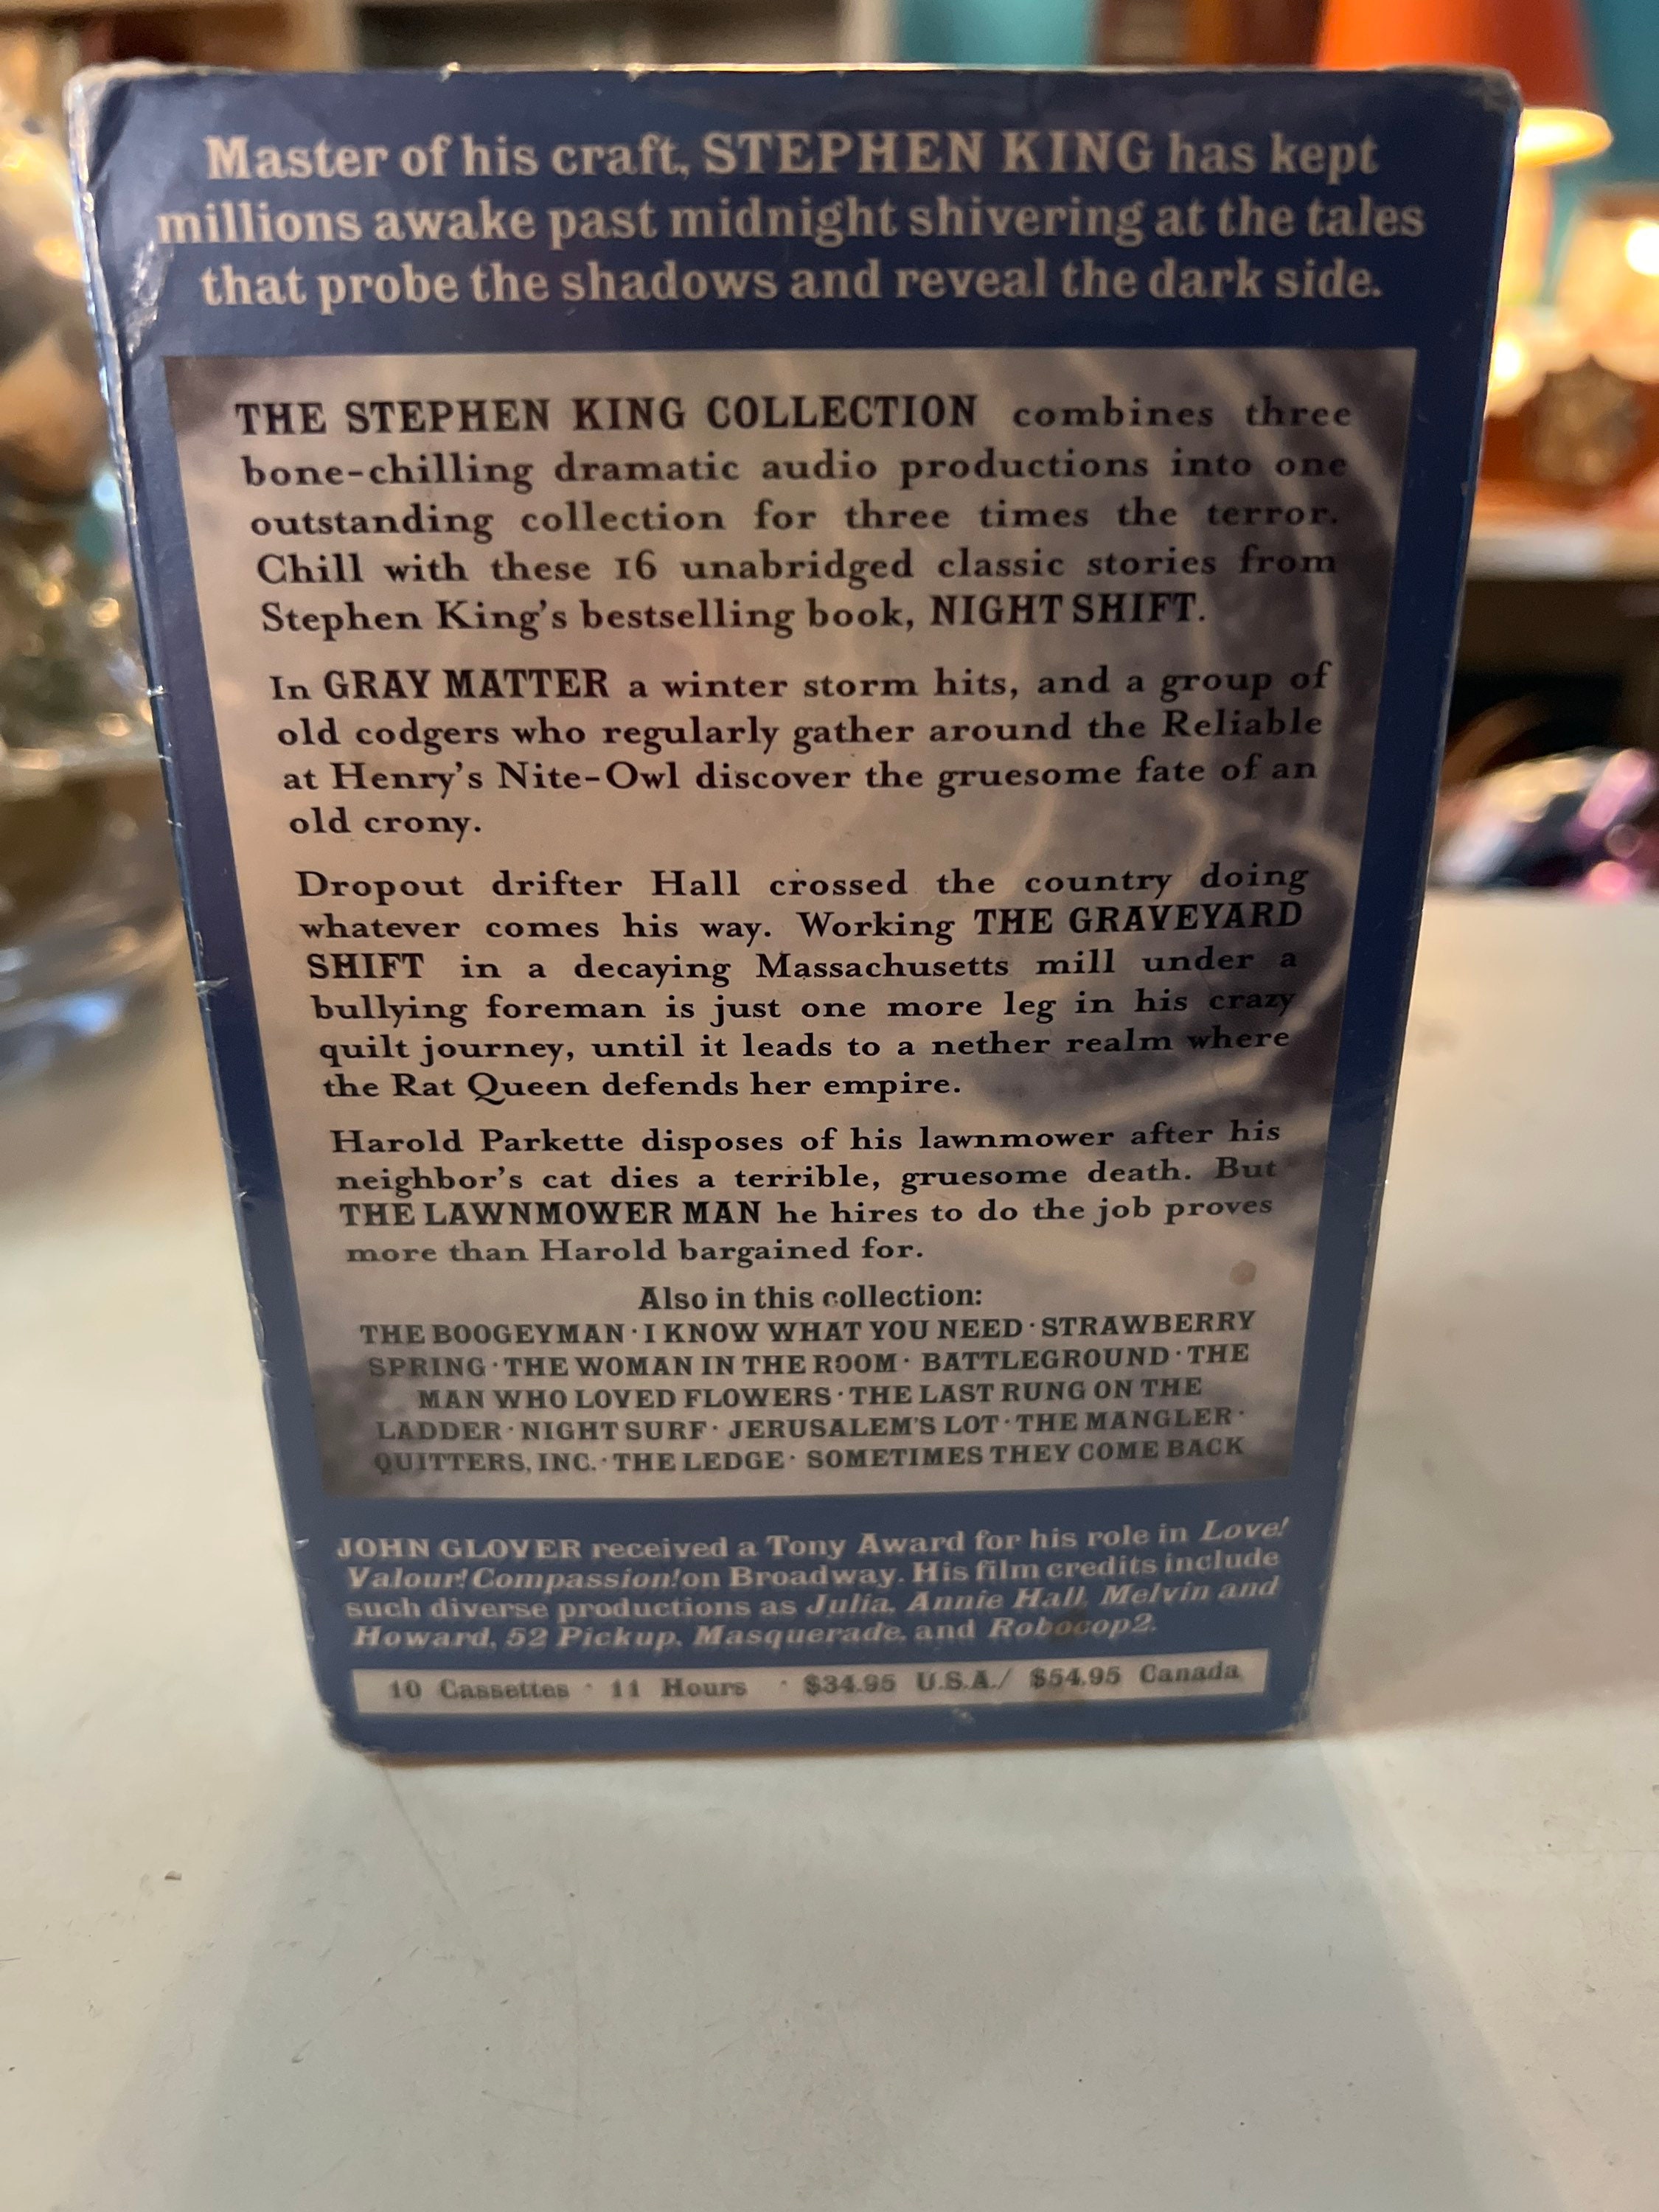 Master of his craft, STEPHEN KING has kept
millions awake past midnight shivering at the tales
that probe the shadows and reveal the dark side.
THE STEPHEN KING COLLECTION combines three
bone-chilling dramatic audio productions into one
outstanding collection for three times the terror.
Chill with these 16 unabridged classic stories from
Stephen King's bestselling book, NIGHT SHIFT.
In GRAY MATTER a winter storm hits, and a group of
old codgers who regularly gather around the Reliable
at Henry's Nite-Owl discover the gruesome fate of an
old crony.
Dropout drifter Hall crossed the country doing
whatever comes his way. Working THE GRAVEYARD
SHIFT in a decaying Massachusetts mill under a
bullying foreman is just one more leg in his crazy
quilt journey, until it leads to a nether realm where
the Rat Queen defends her empire.
Harold Parkette disposes of his lawnmower after his
neighbor's cat dies a terrible, gruesome death. But
THE LAWNMOWER MAN he hires to do the job proves
more than Harold bargained for.
Also in this collection:
THE BOOGEYMAN · I KNOW WHAT YOU NEED · STRAWBERRY
SPRING · THE WOMAN IN THE ROOM · BATTLEGROUND · THE
MAN WHO LOVED FLOWERS · THE LAST RUNG ON THE
LADDER · NIGHT SURF · JERUSALEM'S LOT · THE MANGLER ·
QUITTERS, INC. · THE LEDGE · SOMETIMES THEY COME BACK
JOHN GLOVER received a Tony Award for his role in Love!
Valour! Compassion! on Broadway. His film credits include
such diverse productions as Julia, Annie Hall, Melvin and
Howard, 52 Pickup, Masquerade, and Robocop2.
10 Cassettes · 11 Hours · $34.95 U.S.A./ $54.95 Canada